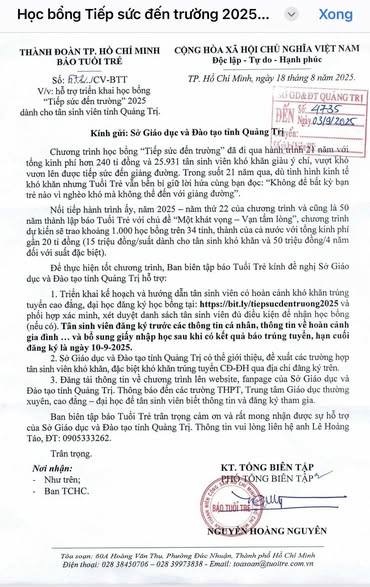 Học bổng Tiếp sức đến trường 2025...
Xong
THÀNH ĐOÀN TP. HỒ CHÍ MINH
BÁO TUỔI TRẺ
CỘNG HÒA XÃ HỘI CHỦ NGHĨA VIỆT NAM
Độc lập - Tự do - Hạnh phúc
Số: /CV-BTT
V/v: hỗ trợ triển khai học bổng
“Tiếp sức đến trường” 2025
dành cho tân sinh viên tỉnh Quảng Trị.
TP. Hồ Chí Minh, ngày 18 tháng 8 năm 2025.
SỞ GD&ĐT QUẢNG TRỊ
ĐẾN Số: 4735
Ngày 03/9/2025
Kính gửi: Sở Giáo dục và Đào tạo tỉnh Quảng Trị
Chương trình học bổng “Tiếp sức đến trường” đã đi qua hành trình 21 năm với
tổng kinh phí hơn 240 tỉ đồng và 25.931 tân sinh viên khó khăn giàu ý chí, vượt khó
vươn lên được tiếp sức đến giảng đường. Trong suốt 21 năm qua, dù tình hình kinh tế
khó khăn nhưng Tuổi Trẻ vẫn bền bỉ giữ lời hứa cùng bạn đọc: “Không để bất kỳ bạn
trẻ nào vì nghèo khó mà không thể đến với giảng đường”.
Nối tiếp hành trình ấy, năm 2025 – năm thứ 22 của chương trình và cũng là 50
năm thành lập báo Tuổi Trẻ với chủ đề “Một khát vọng – Vạn tấm lòng”, chương trình
dự kiến sẽ trao khoảng 1.000 học bổng trên 34 tỉnh, thành của cả nước với tổng kinh phí
gần 20 tỉ đồng (15 triệu đồng/suất dành cho tân sinh viên khó khăn và 50 triệu đồng/4 năm
đối với suất đặc biệt).
Để thực hiện tốt chương trình, Ban biên tập báo Tuổi Trẻ kính đề nghị Sở Giáo
dục và Đào tạo tỉnh Quảng Trị hỗ trợ:
1. Triển khai kế hoạch và hướng dẫn tân sinh viên có hoàn cảnh khó khăn trúng
tuyển cao đẳng, đại học đăng ký học bổng tại: https://bit.ly/tiepsucdentruong2025 và
phối hợp xác minh, xét duyệt danh sách tân sinh viên đủ điều kiện để nhận học bổng
(nếu có). Tân sinh viên đăng ký trước các thông tin cá nhân, thông tin về hoàn cảnh
gia đình … và bổ sung giấy nhập học sau khi có kết quả báo trúng tuyển, hạn cuối
đăng ký là ngày 10-9-2025.
2. Sở Giáo dục và Đào tạo tỉnh Quảng Trị có thể giới thiệu, đề xuất các trường hợp
tân sinh viên khó khăn, đặc biệt khó khăn trúng tuyển CĐ-ĐH qua địa chỉ đăng ký trên.
3. Đăng tải thông tin về chương trình lên website, fanpage của Sở Giáo dục và
Đào tạo tỉnh Quảng Trị. Thông báo đến các trường THPT, Trung tâm Giáo dục thường
xuyên, cao đẳng – đại học để tân sinh viên biết thông tin và đăng ký tham gia.
Ban biên tập báo Tuổi Trẻ trân trọng cảm ơn và rất mong nhận được sự hỗ trợ
của Sở Giáo dục và Đào tạo tỉnh Quảng Trị. Thông tin vui lòng liên hệ anh Lê Hoàng
Táo, ĐT: 0905333262.
Trân trọng.
Nơi nhận:
- Như trên;
- Ban TCHC.
KT. TỔNG BIÊN TẬP
PHÓ TỔNG BIÊN TẬP
BÁO TUỔI TRẺ
NGUYỄN HOÀNG NGUYÊN
Tòa soạn: 60A Hoàng Văn Thụ, Phường Đức Nhuận, Thành phố Hồ Chí Minh
Điện thoại: 028 38450706 – 028 39973838 - Email: toasoan@tuoitre.com.vn